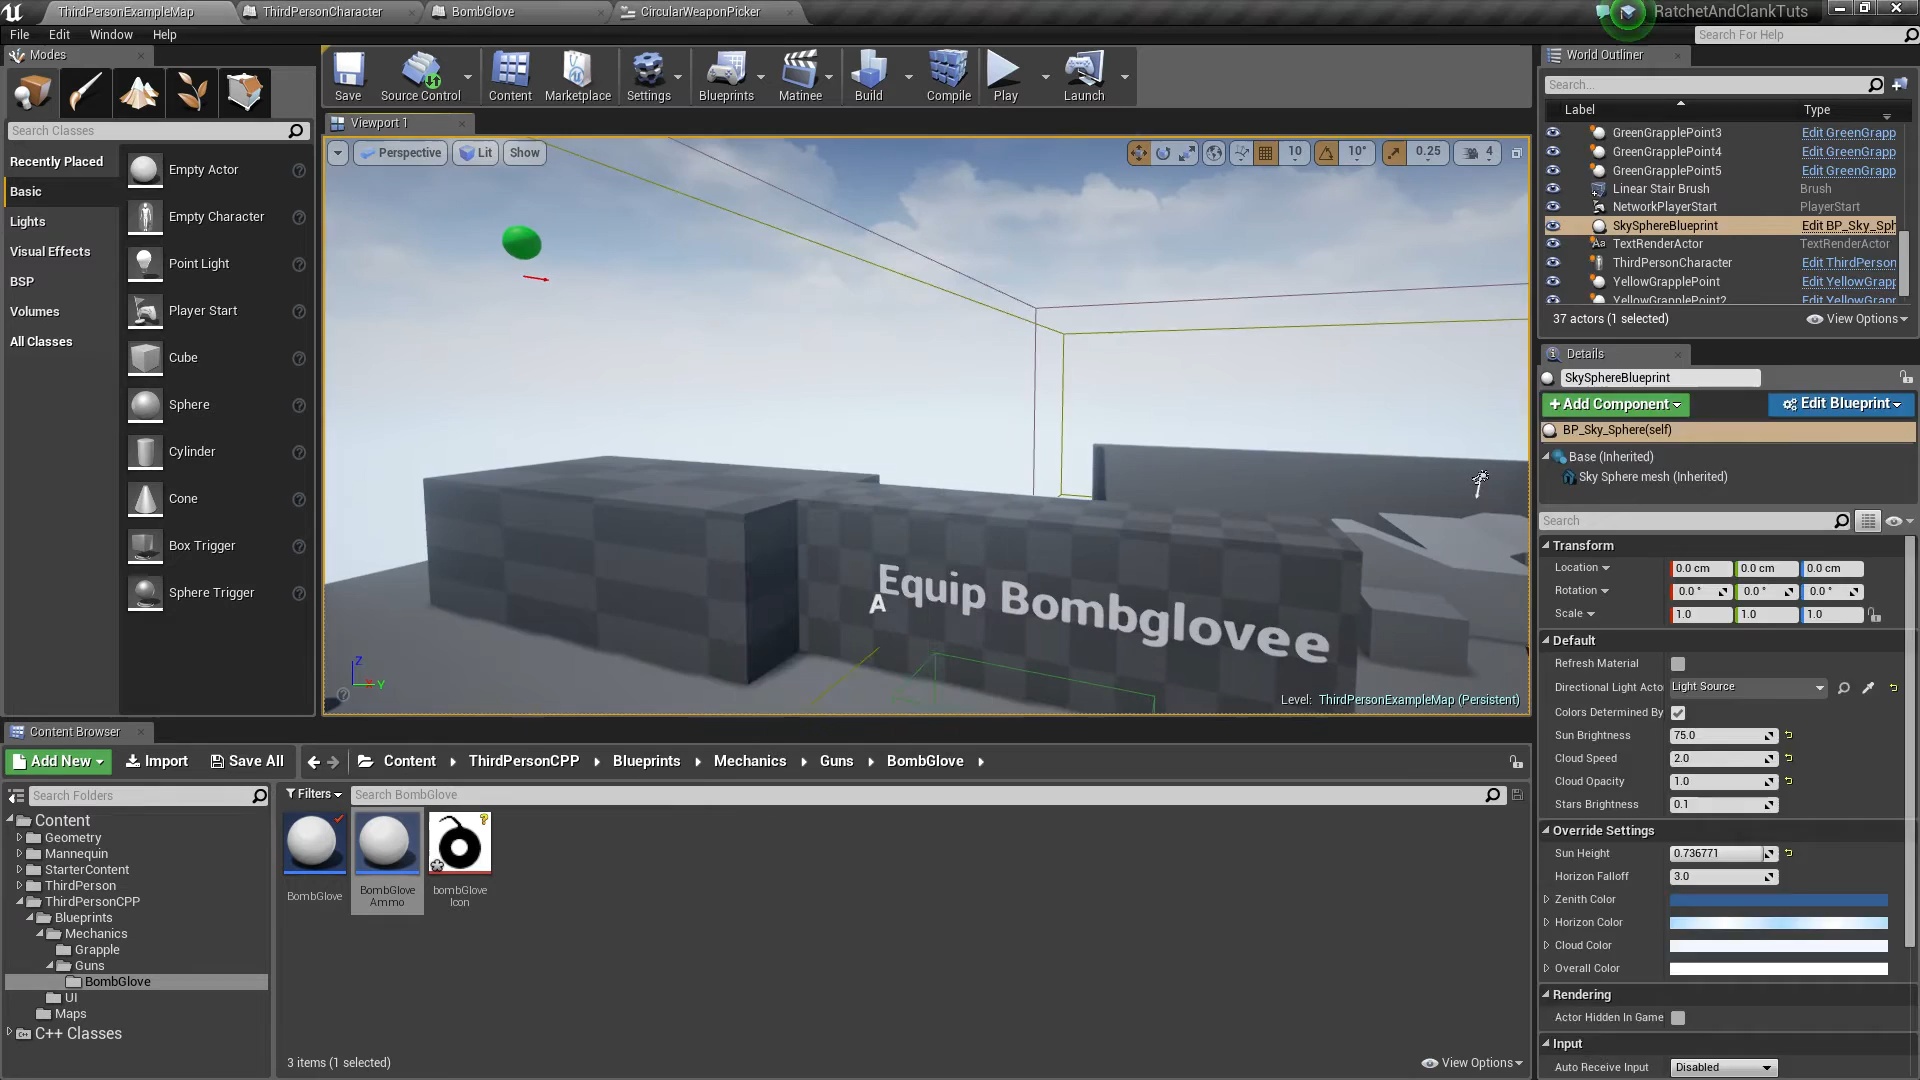 ThirdPersonExampleMap
ThirdPersonCharacter
BombGlove
CircularWeaponPicker
RatchetAndClankTuts
File Edit Window Help
Search For Help
Modes
Search Classes
Recently Placed
Basic
Lights
Visual Effects
BSP
Volumes
All Classes
Empty Actor
Empty Character
Point Light
Player Start
Cube
Sphere
Cylinder
Cone
Box Trigger
Sphere Trigger
Save
Source Control
Content
Marketplace
Settings
Blueprints
Matinee
Build
Compile
Play
Launch
Viewport 1
Perspective Lit Show
10 10° 0.25 4
Equip Bombglovee
A
Z
Y
Level: ThirdPersonExampleMap (Persistent)
World Outliner
Search...
Label Type
GreenGrapplePoint3 Edit GreenGrapp
GreenGrapplePoint4 Edit GreenGrapp
GreenGrapplePoint5 Edit GreenGrapp
Linear Stair Brush Brush
NetworkPlayerStart PlayerStart
SkySphereBlueprint Edit BP_Sky_Sph
TextRenderActor TextRenderActor
ThirdPersonCharacter Edit ThirdPerson
YellowGrapplePoint Edit YellowGrapp
YellowGrapplePoint2 Edit YellowGrapp
37 actors (1 selected) View Options
Details
SkySphereBlueprint
+Add Component Edit Blueprint
BP_Sky_Sphere(self)
Base (Inherited)
Sky Sphere mesh (Inherited)
Search
Transform
Location 0.0 cm 0.0 cm 0.0 cm
Rotation 0.0 ° 0.0 ° 0.0 °
Scale 1.0 1.0 1.0
Default
Refresh Material
Directional Light Acto Light Source
Colors Determined By
Sun Brightness 75.0
Cloud Speed 2.0
Cloud Opacity 1.0
Stars Brightness 0.1
Override Settings
Sun Height 0.736771
Horizon Falloff 3.0
Zenith Color
Horizon Color
Cloud Color
Overall Color
Rendering
Actor Hidden In Game
Input
Auto Receive Input Disabled
Content Browser
Add New Import Save All Content ThirdPersonCPP Blueprints Mechanics Guns BombGlove
Search Folders
Filters Search BombGlove
Content
Geometry
Mannequin
StarterContent
ThirdPerson
ThirdPersonCPP
Blueprints
Mechanics
Grapple
Guns
BombGlove
UI
Maps
C++ Classes
BombGlove
BombGlove
Ammo
bombGlove
Icon
3 items (1 selected) View Options